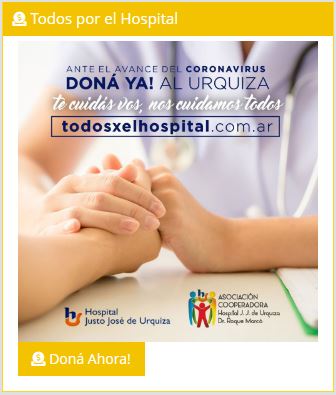 Todos por el Hospital
ANTE EL AVANCE DEL CORONAVIRUS
DONÁ YA! AL URQUIZA
te cuidás vos, nos cuidamos todos
todosxelhospital.com.ar
Hospital
Justo José de Urquiza
ASOCIACIÓN
COOPERADORA
Hospital J. J. de Urquiza
Dr. Roque Marcó
Doná Ahora!